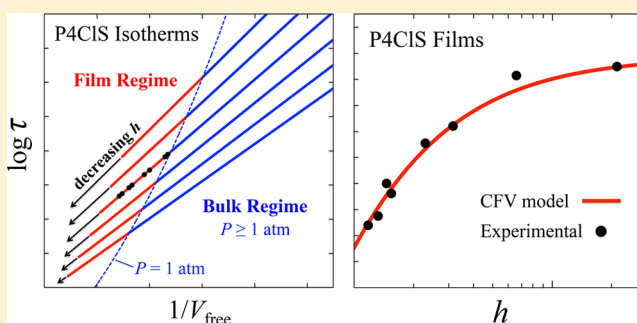 P4ClS Isotherms
Film Regime
decreasing h
Bulk Regime
P ≥ 1 atm
P = 1 atm
log τ
1/V_free
P4ClS Films
CFV model
Experimental
h